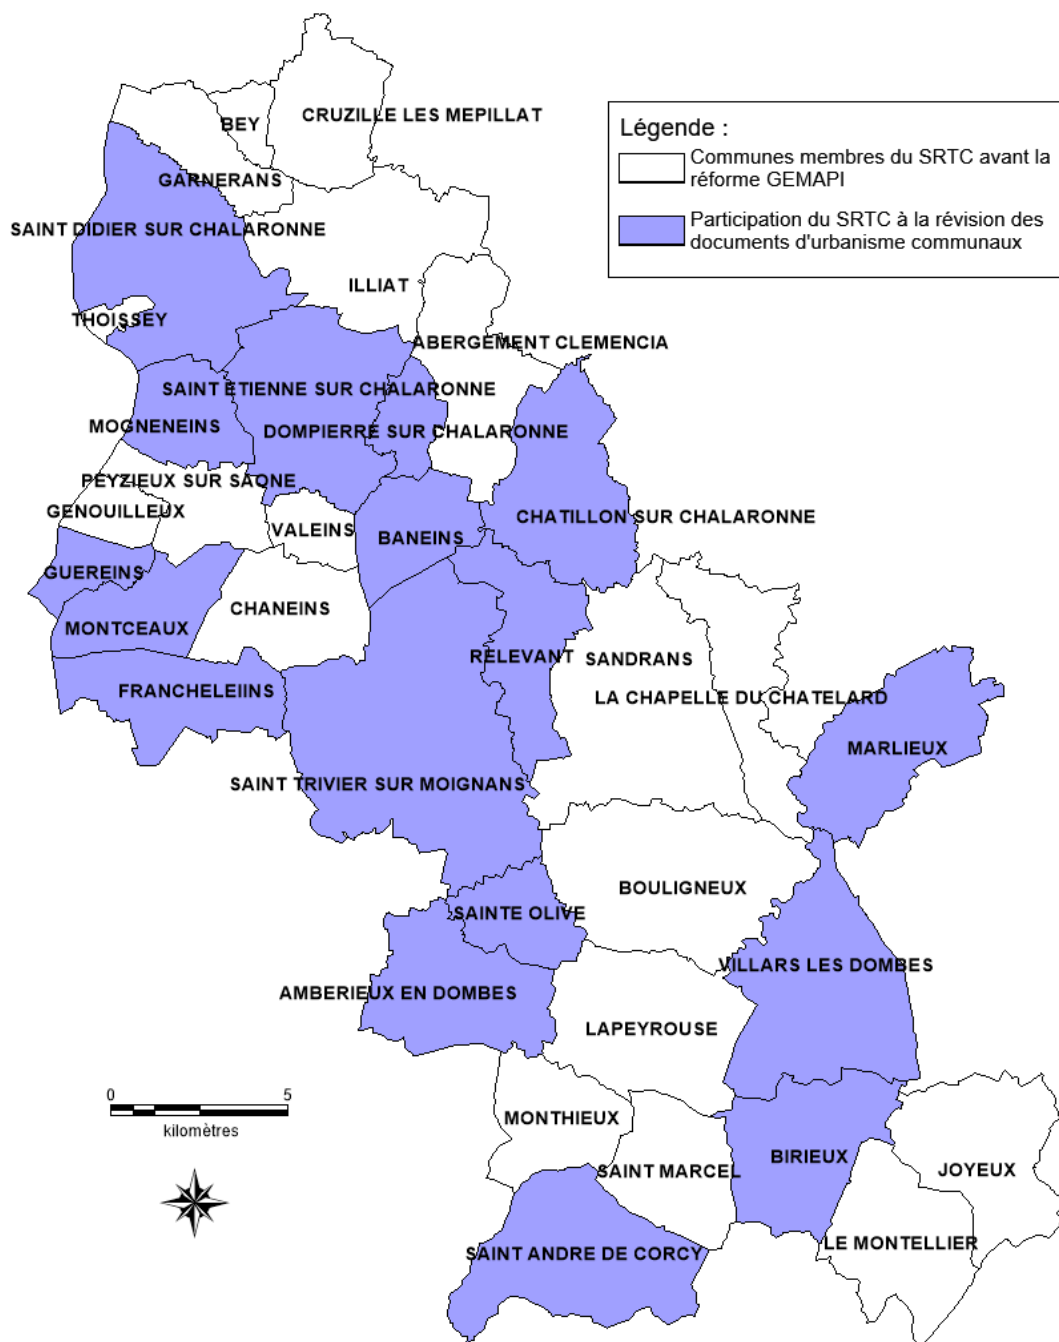 CRUZILLE LES MEPILLAT
BEY
GARNERANS
SAINT DIDIER SUR CHALARONNE
ILLIAT
THOISSEY
ABERGEMENT CLEMENCIA
SAINT ETIENNE SUR CHALARONNE
MOGNENEINS
DOMPIERRE SUR CHALARONNE
PEYZIEUX SUR SAONE
GENOUILLEUX
VALEINS
BANEINS
CHATILLON SUR CHALARONNE
GUEREINS
MONTCEAUX
CHANEINS
RELEVANT
SANDRANS
FRANCHELEIINS
LA CHAPELLE DU CHATELARD
MARLIEUX
SAINT TRIVIER SUR MOIGNANS
BOULIGNEUX
SAINTE OLIVE
VILLARS LES DOMBES
AMBERIEUX EN DOMBES
LAPEYROUSE
MONTHIEUX
SAINT MARCEL
BIRIEUX
JOYEUX
LE MONTELLIER
SAINT ANDRE DE CORCY
Légende :
Communes membres du SRTC avant la
réforme GEMAPI
Participation du SRTC à la révision des
documents d'urbanisme communaux
0 5
kilomètres